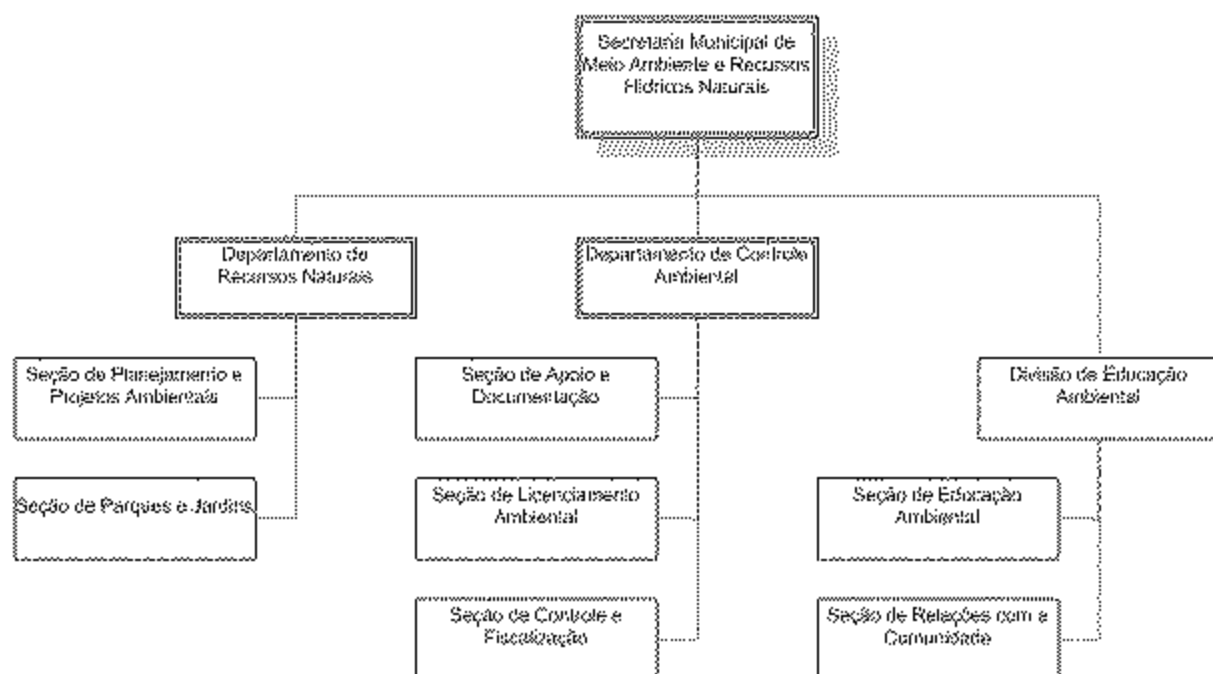 Secretaria Municipal de
Meio Ambiente e Recursos
Hídricos Naturais
Departamento de
Recursos Naturais
Departamento de Controle
Ambiental
Seção de Planejamento e
Projetos Ambientais
Seção de Apoio e
Documentação
Divisão de Educação
Ambiental
Seção de Parques e Jardins
Seção de Licenciamento
Ambiental
Seção de Educação
Ambiental
Seção de Controle e
Fiscalização
Seção de Relações com a
Comunidade